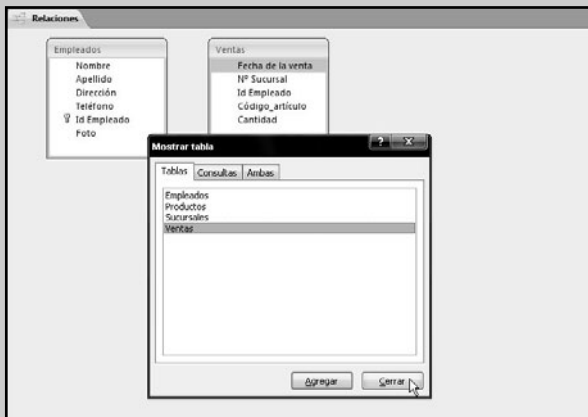 Relaciones
Empleados
Nombre
Apellido
Dirección
Teléfono
Id Empleado
Foto
Ventas
Fecha de la venta
Nº Sucursal
Id Empleado
Código_artículo
Cantidad
Mostrar tabla
? X
Tablas Consultas Ambas
Empleados
Productos
Sucursales
Ventas
Agregar Cerrar